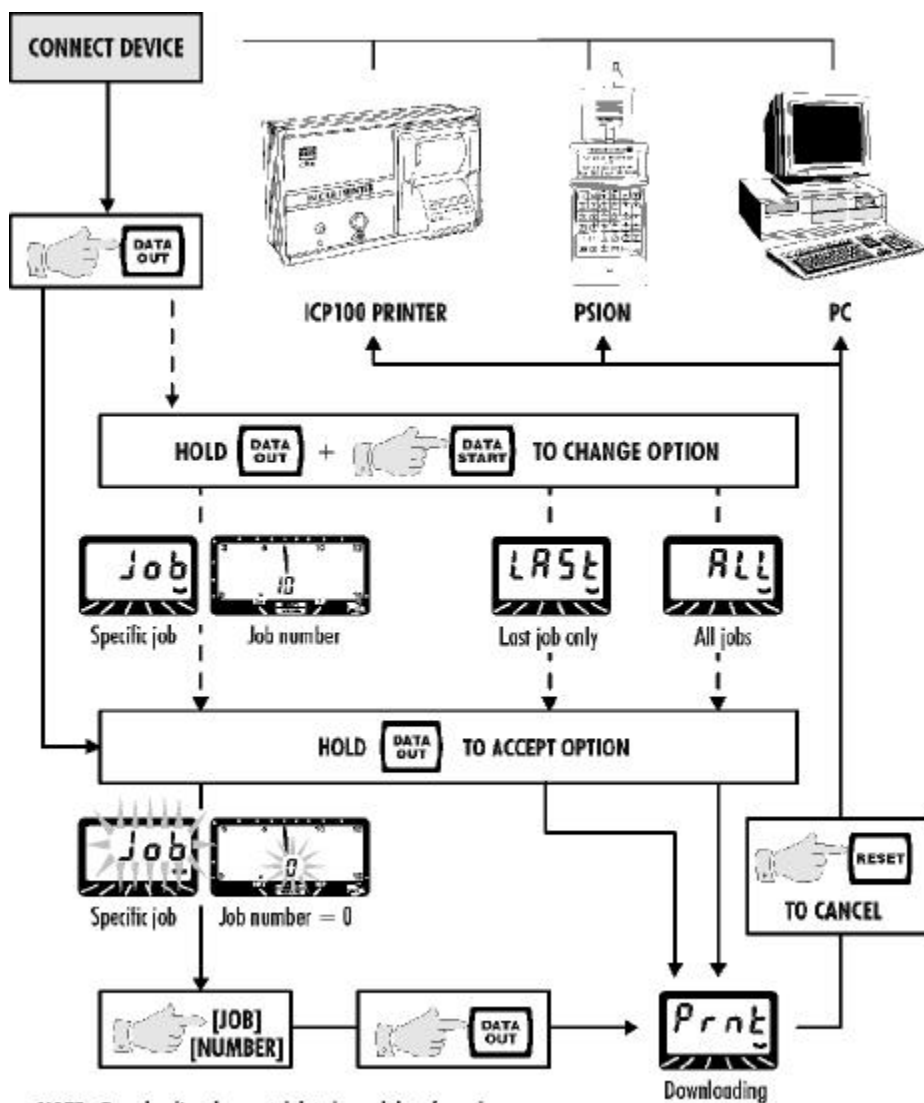 CONNECT DEVICE
DATA OUT
ICP100 PRINTER
PSION
PC
HOLD DATA OUT + DATA START TO CHANGE OPTION
Job
10
LASt
ALL
Specific job
Job number
Last job only
All jobs
HOLD DATA OUT TO ACCEPT OPTION
Job
0
Specific job
Job number = 0
RESET
TO CANCEL
[JOB]
[NUMBER]
DATA OUT
Prnt
Downloading